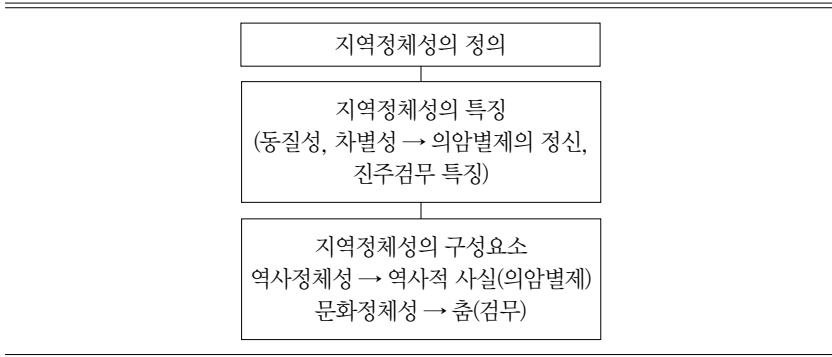 지역정체성의 정의
지역정체성의 특징
(동질성, 차별성 → 의암별제의 정신,
진주검무 특징)
지역정체성의 구성요소
역사정체성 → 역사적 사실(의암별제)
문화정체성 → 춤(검무)